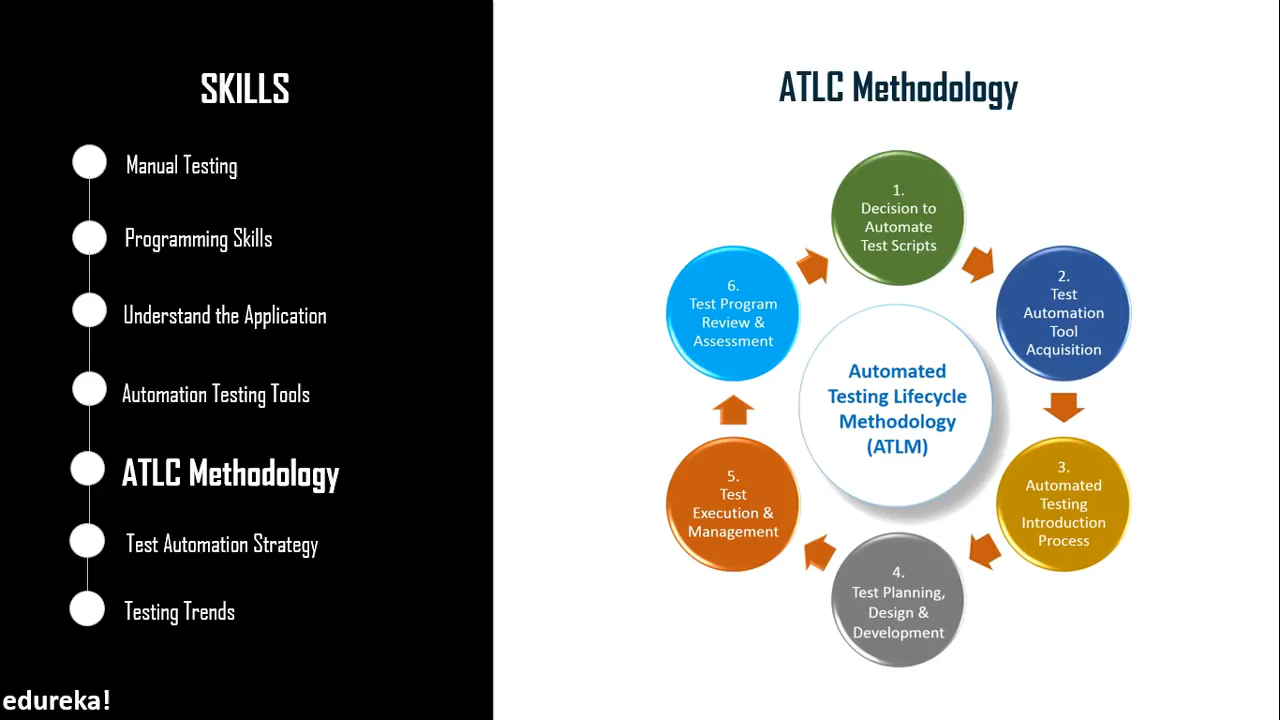 SKILLS
Manual Testing
Programming Skills
Understand the Application
Automation Testing Tools
ATLC Methodology
Test Automation Strategy
Testing Trends
edureka!
ATLC Methodology
1.
Decision to
Automate
Test Scripts
2.
Test
Automation
Tool
Acquisition
3.
Automated
Testing
Introduction
Process
4.
Test Planning,
Design &
Development
5.
Test
Execution &
Management
6.
Test Program
Review &
Assessment
Automated
Testing Lifecycle
Methodology
(ATLM)